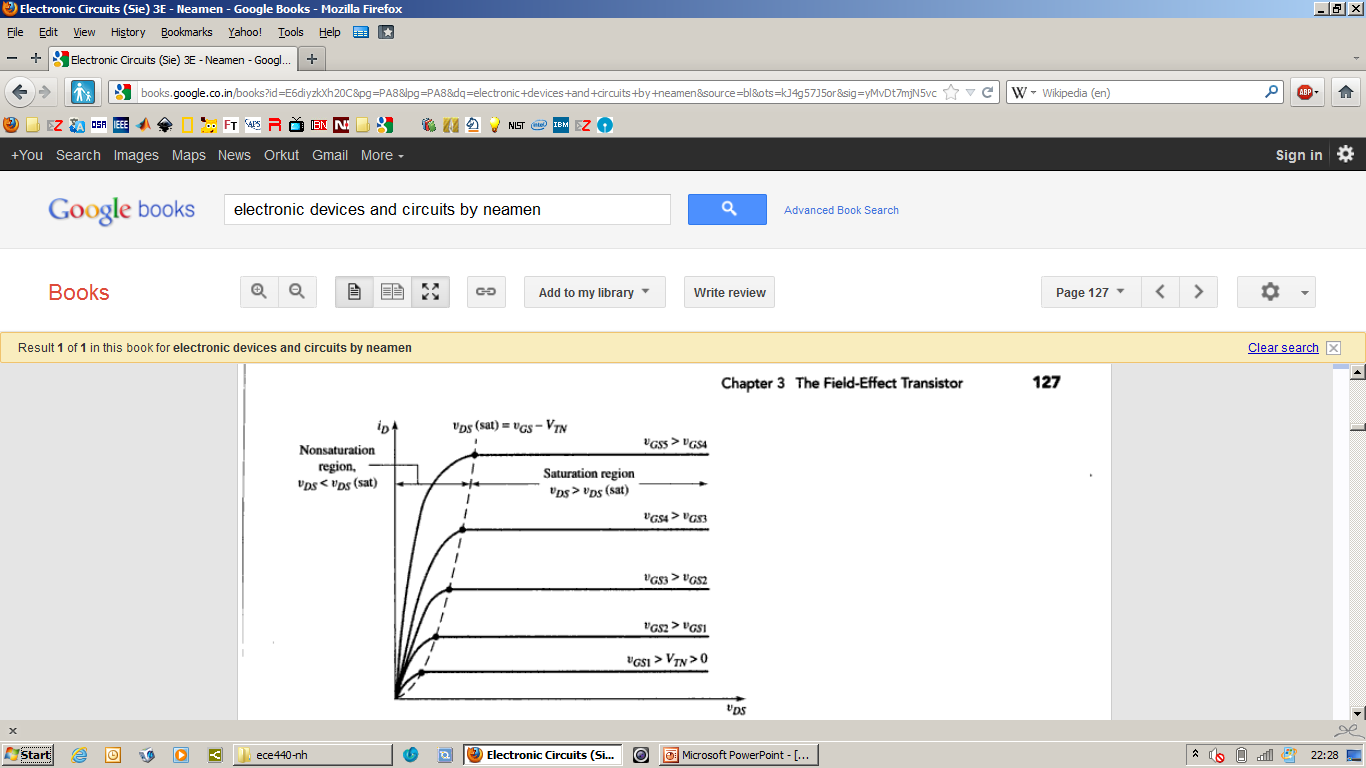 Electronic Circuits (Sie) 3E - Neamen - Google Books - Mozilla Firefox
File Edit View History Bookmarks Yahoo! Tools Help
Electronic Circuits (Sie) 3E - Neamen - Googl...
books.google.co.in/books?id=E6diyzkXh20C&pg=PA8&lpg=PA8&dq=electronic+devices+and+circuits+by+neamen&source=bl&ots=kJ4g57J5or&sig=yMvDt7mjN5vc
Wikipedia (en)
ABP
+You Search Images Maps News Orkut Gmail More
Sign in
Google books
electronic devices and circuits by neamen
Advanced Book Search
Books
Add to my library
Write review
Page 127
Result 1 of 1 in this book for electronic devices and circuits by neamen
Clear search
Chapter 3 The Field-Effect Transistor 127
iD
vDS (sat) = vGS – VTN
vGS5 > vGS4
Nonsaturation
region,
vDS < vDS (sat)
Saturation region
vDS > vDS (sat)
vGS4 > vGS3
vGS3 > vGS2
vGS2 > vGS1
vGS1 > VTN > 0
vDS
Start
ece440-nh
Electronic Circuits (Si...
Microsoft PowerPoint - [...
22:28